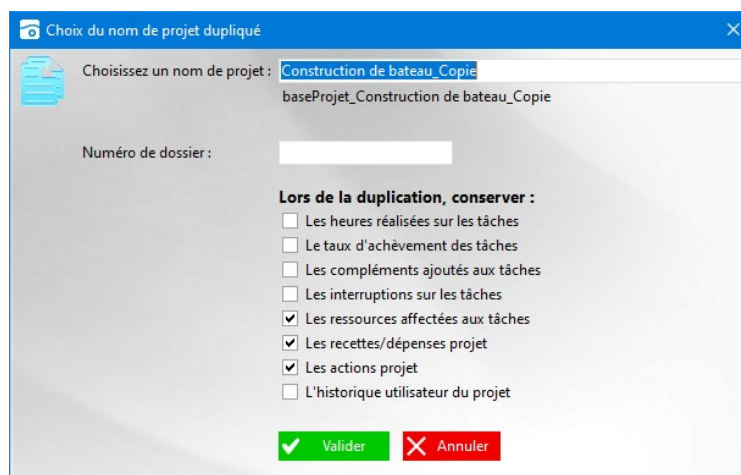 Choix du nom de projet dupliqué
Choisissez un nom de projet : Construction de bateau_Copie
baseProjet_Construction de bateau_Copie
Numéro de dossier :
Lors de la duplication, conserver :
Les heures réalisées sur les tâches
Le taux d'achèvement des tâches
Les compléments ajoutés aux tâches
Les interruptions sur les tâches
Les ressources affectées aux tâches
Les recettes/dépenses projet
Les actions projet
L'historique utilisateur du projet
Valider Annuler